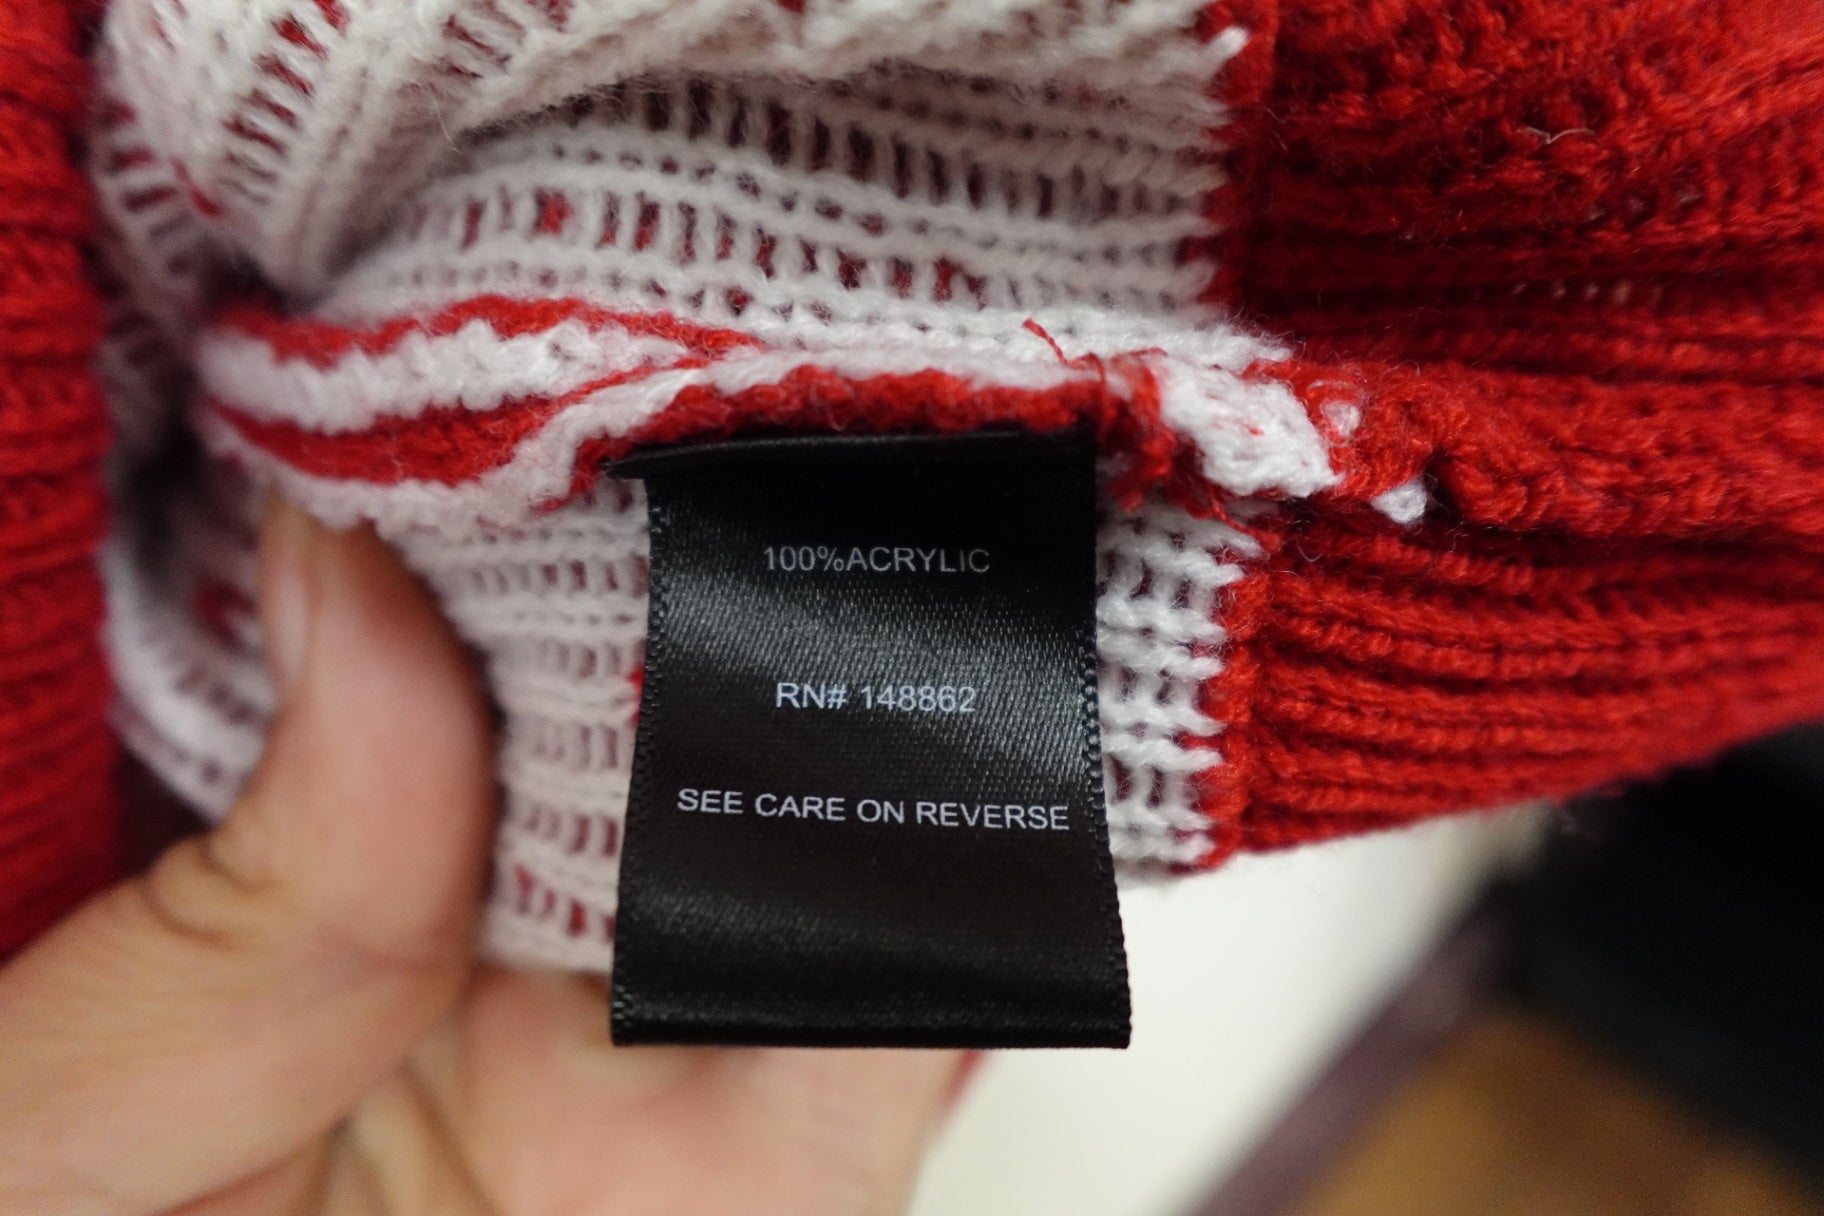 100%ACRYLIC
RN# 148862
SEE CARE ON REVERSE